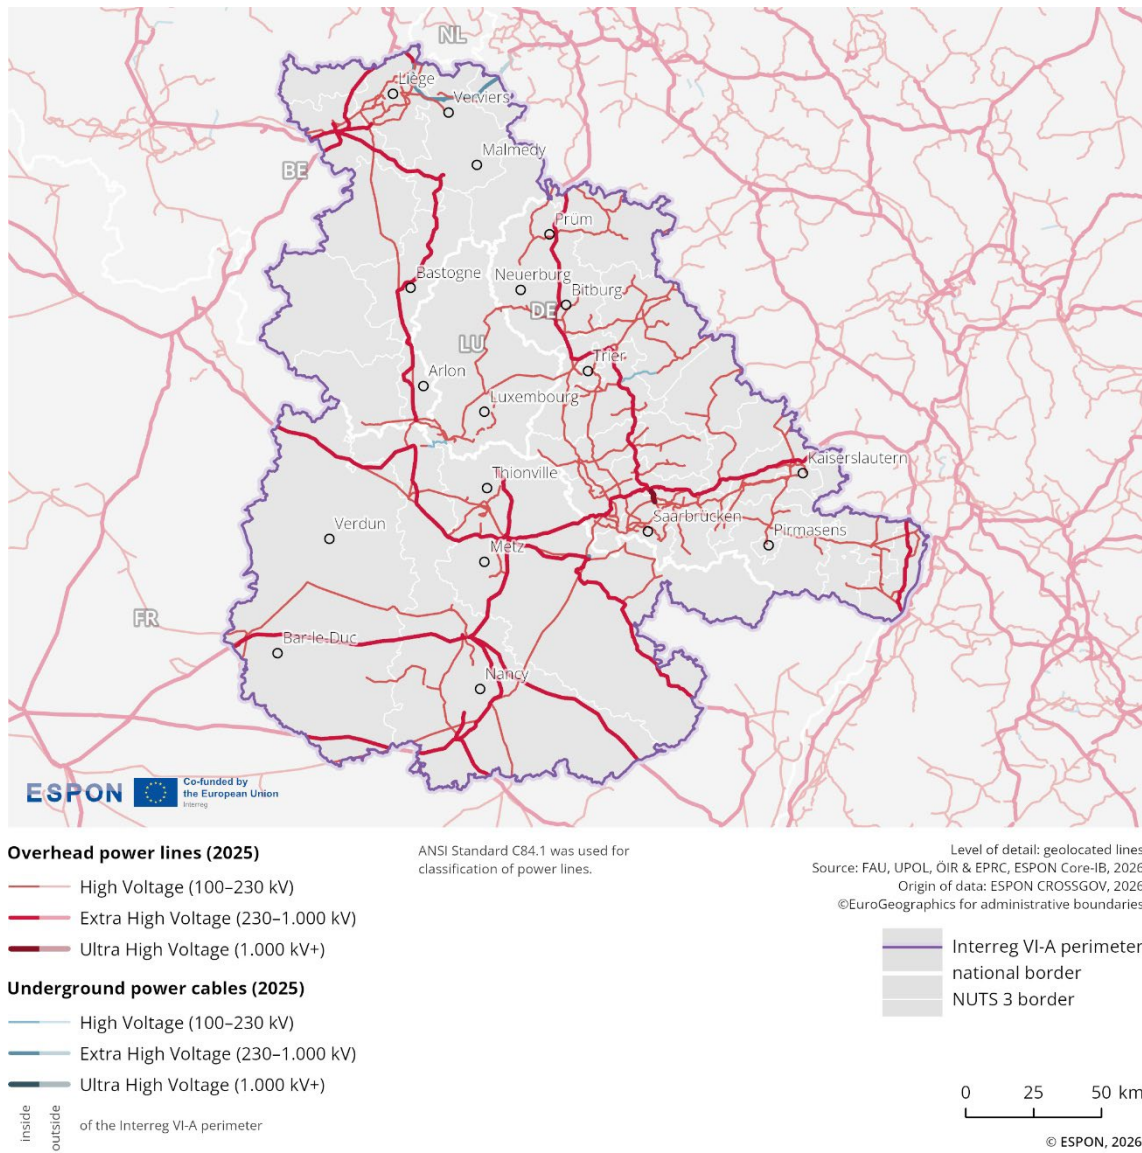 NL
Liège
Verviers
Malmedy
BE
Prüm
Bastogne
Neuerburg
Bitburg
DE
LU
Trier
Arlon
Luxembourg
Kaiserslautern
Thionville
Verdun
Saarbrücken
Pirmasens
Metz
FR
Bar-le-Duc
Nancy
ESPON
Co-funded by
the European Union
Interreg
Overhead power lines (2025)
High Voltage (100–230 kV)
Extra High Voltage (230–1.000 kV)
Ultra High Voltage (1.000 kV+)
Underground power cables (2025)
High Voltage (100–230 kV)
Extra High Voltage (230–1.000 kV)
Ultra High Voltage (1.000 kV+)
inside
outside
of the Interreg VI-A perimeter
ANSI Standard C84.1 was used for
classification of power lines.
Level of detail: geolocated lines
Source: FAU, UPOL, ÖIR & EPRC, ESPON Core-IB, 2026
Origin of data: ESPON CROSSGOV, 2026
©EuroGeographics for administrative boundaries
Interreg VI-A perimeter
national border
NUTS 3 border
0 25 50 km
© ESPON, 2026